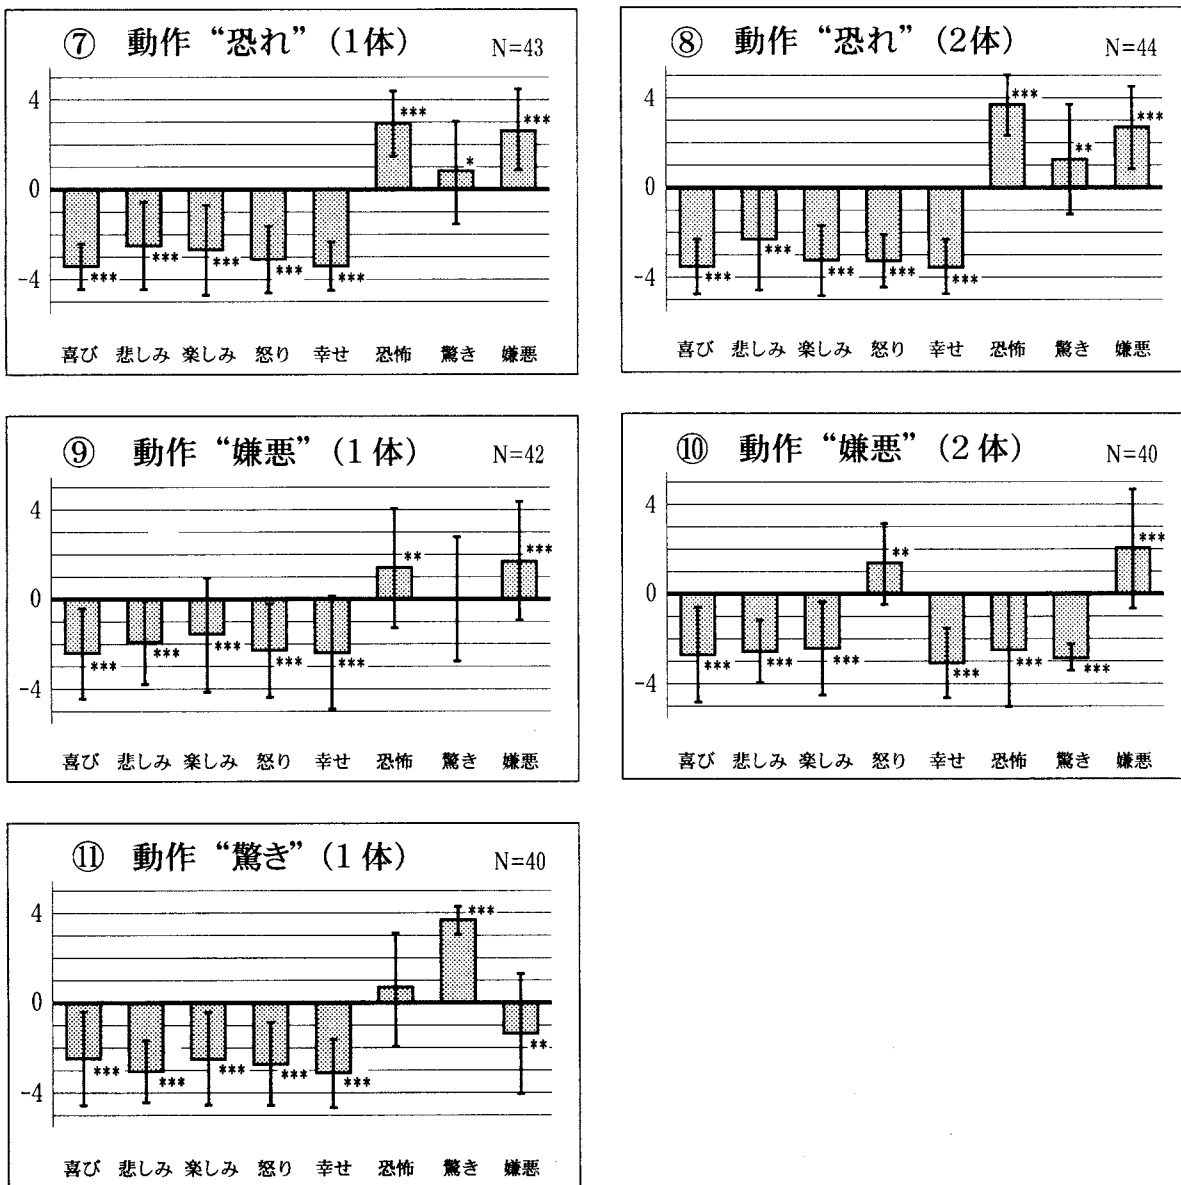 ⑦ 動作 “恐れ” (1体) N=43
4
0
-4
*** *** *** *** *** *** * ***
喜び 悲しみ 楽しみ 怒り 幸せ 恐怖 驚き 嫌悪
⑧ 動作 “恐れ” (2体) N=44
4
0
-4
*** *** *** *** *** *** ** ***
喜び 悲しみ 楽しみ 怒り 幸せ 恐怖 驚き 嫌悪
⑨ 動作 “嫌悪” (1体) N=42
4
0
-4
*** *** *** *** *** ** ***
喜び 悲しみ 楽しみ 怒り 幸せ 恐怖 驚き 嫌悪
⑩ 動作 “嫌悪” (2体) N=40
4
0
-4
*** *** *** ** *** *** *** ***
喜び 悲しみ 楽しみ 怒り 幸せ 恐怖 驚き 嫌悪
⑪ 動作 “驚き” (1体) N=40
4
0
-4
*** *** *** *** *** *** **
喜び 悲しみ 楽しみ 怒り 幸せ 恐怖 驚き 嫌悪